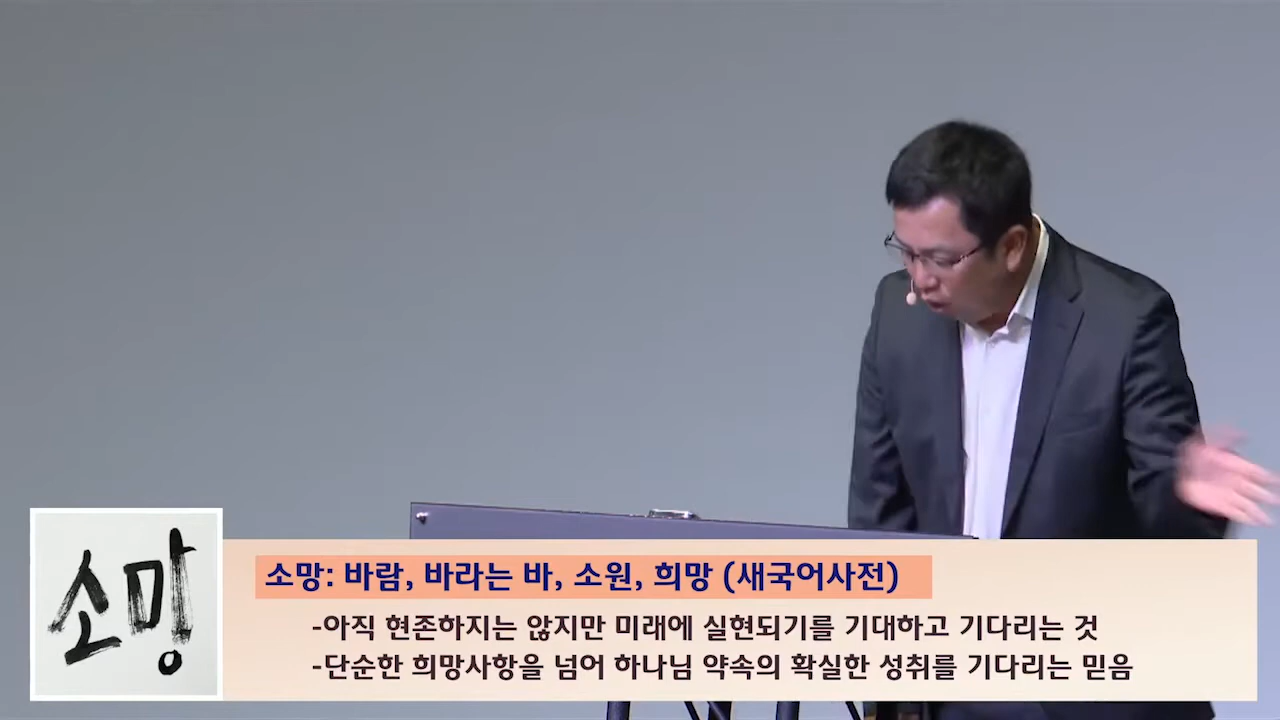 소망
소망: 바람, 바라는 바, 소원, 희망 (새국어사전)
-아직 현존하지는 않지만 미래에 실현되기를 기대하고 기다리는 것
-단순한 희망사항을 넘어 하나님 약속의 확실한 성취를 기다리는 믿음